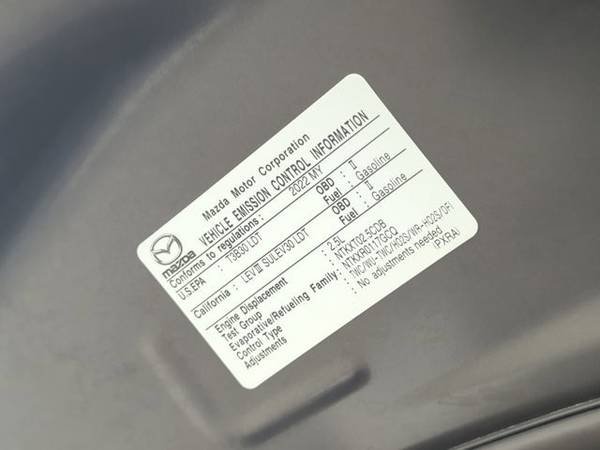 Mazda Motor Corporation
VEHICLE EMISSION CONTROL INFORMATION
mazda
Conforms to regulations : 2022 MY
U.S.EPA : T3B30 LDT OBD : II
Fuel : Gasoline
California : LEVIII SULEV30 LDT OBD : II
Fuel : Gasoline
Engine Displacement : 2.5L
Test Group : NTKXT02.5CDB
Evaporative/Refueling Family: NTKXR0117GCQ
Control Type : TWC/WU-TWC/HO2S/WR-HO2S/DFI
Adjustments : No adjustments needed
(PXRA)